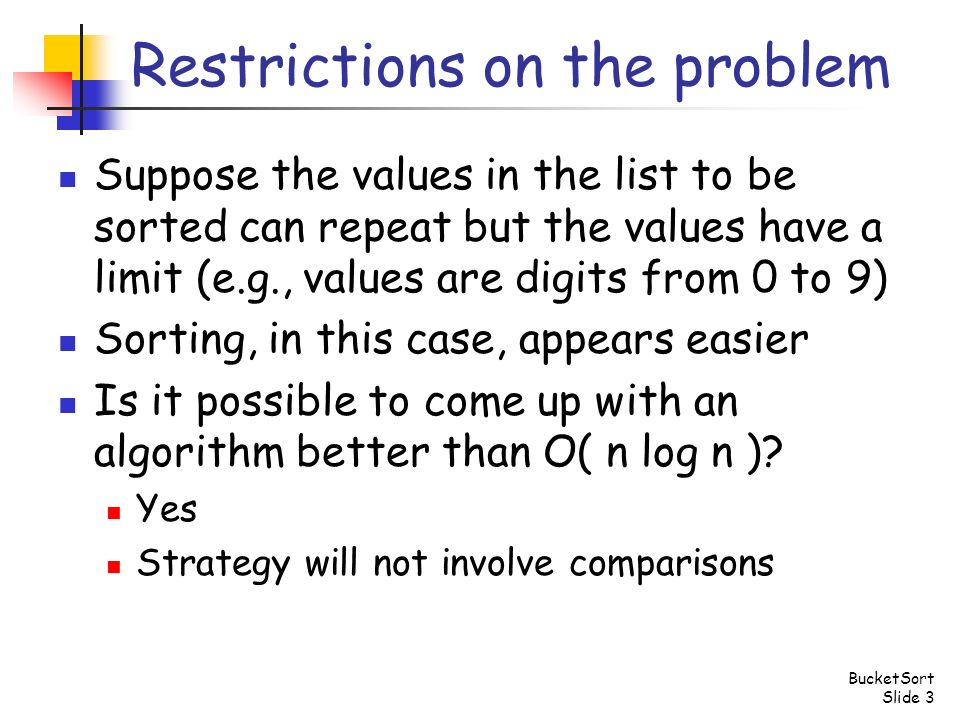 Restrictions on the problem
Suppose the values in the list to be
sorted can repeat but the values have a
limit (e.g., values are digits from 0 to 9)
Sorting, in this case, appears easier
Is it possible to come up with an
algorithm better than O( n log n )?
Yes
Strategy will not involve comparisons
BucketSort
Slide 3